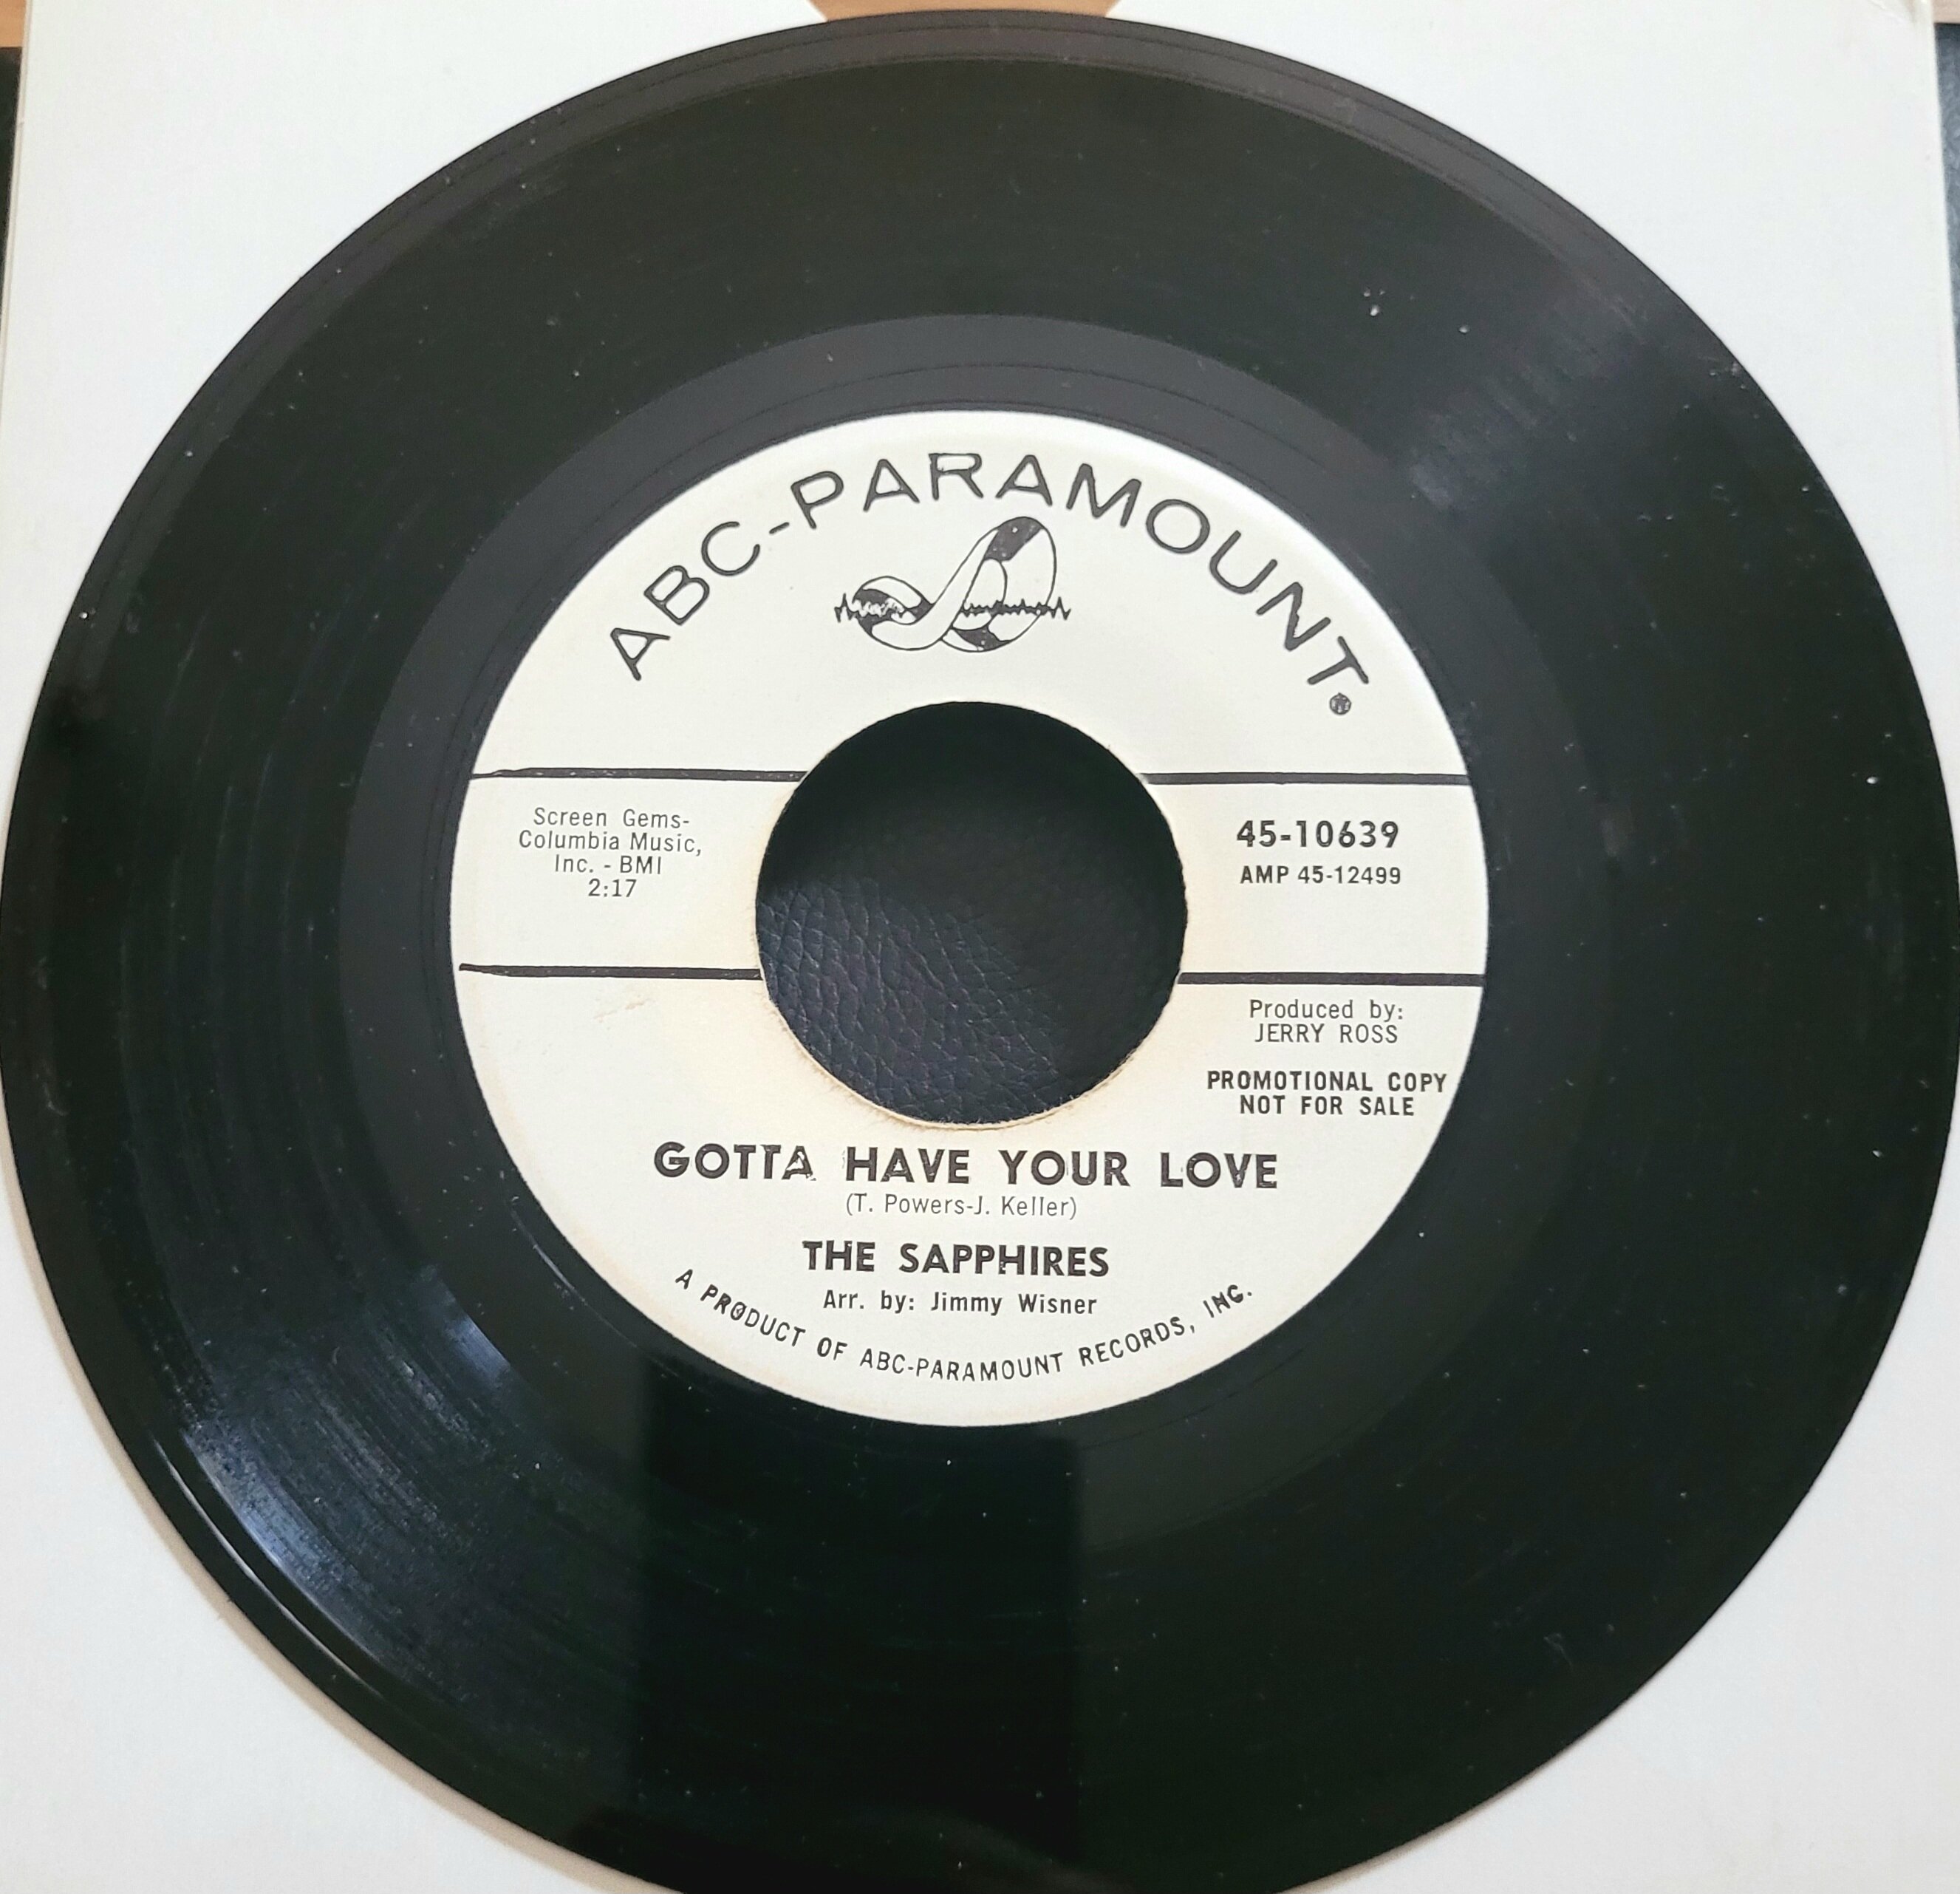 ABC-PARAMOUNT
Screen Gems-
Columbia Music,
Inc. - BMI
2:17
45-10639
AMP 45-12499
Produced by:
JERRY ROSS
PROMOTIONAL COPY
NOT FOR SALE
GOTTA HAVE YOUR LOVE
(T. Powers-J. Keller)
THE SAPPHIRES
Arr. by: Jimmy Wisner
A PRODUCT OF ABC-PARAMOUNT RECORDS, INC.